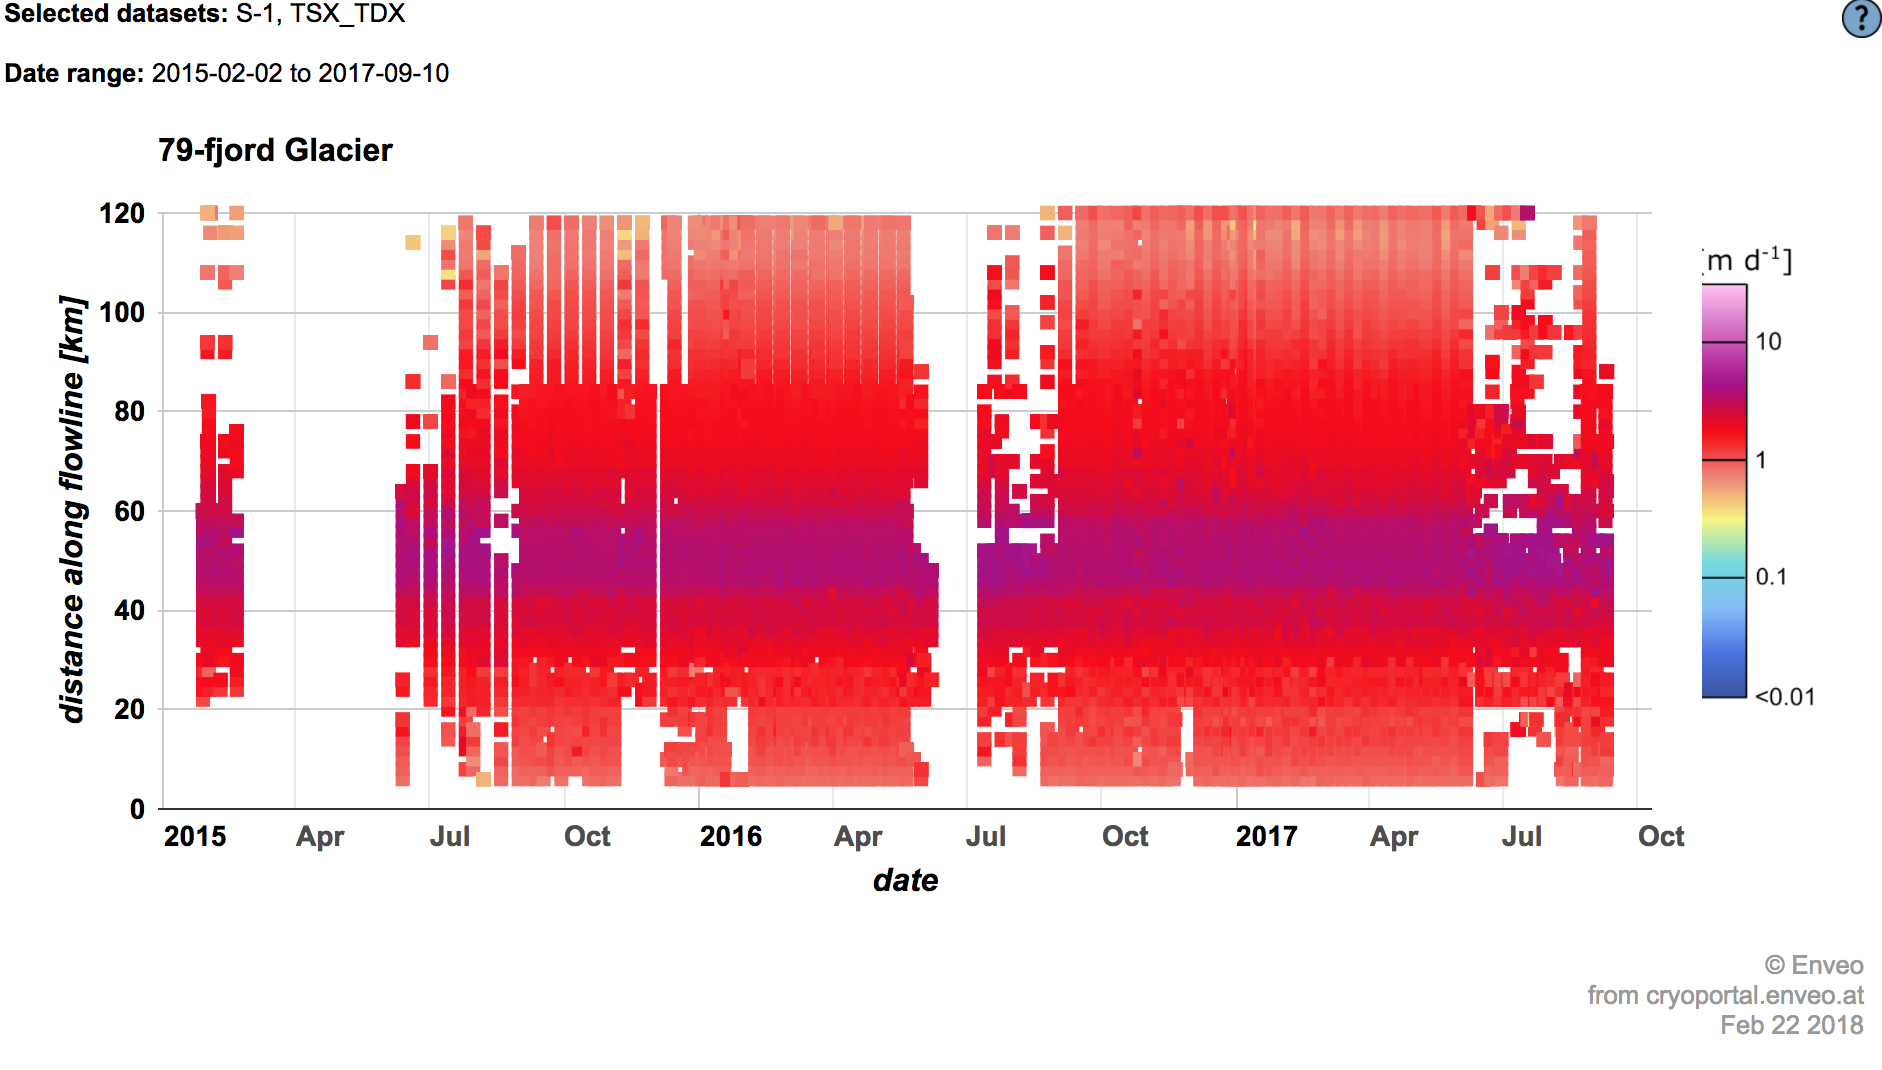 Selected datasets: S-1, TSX_TDX
?
Date range: 2015-02-02 to 2017-09-10
79-fjord Glacier
[m d-1]
10
1
0.1
<0.01
distance along flowline [km]
120
100
80
60
40
20
0
2015 Apr Jul Oct 2016 Apr Jul Oct 2017 Apr Jul Oct
date
© Enveo
from cryoportal.enveo.at
Feb 22 2018